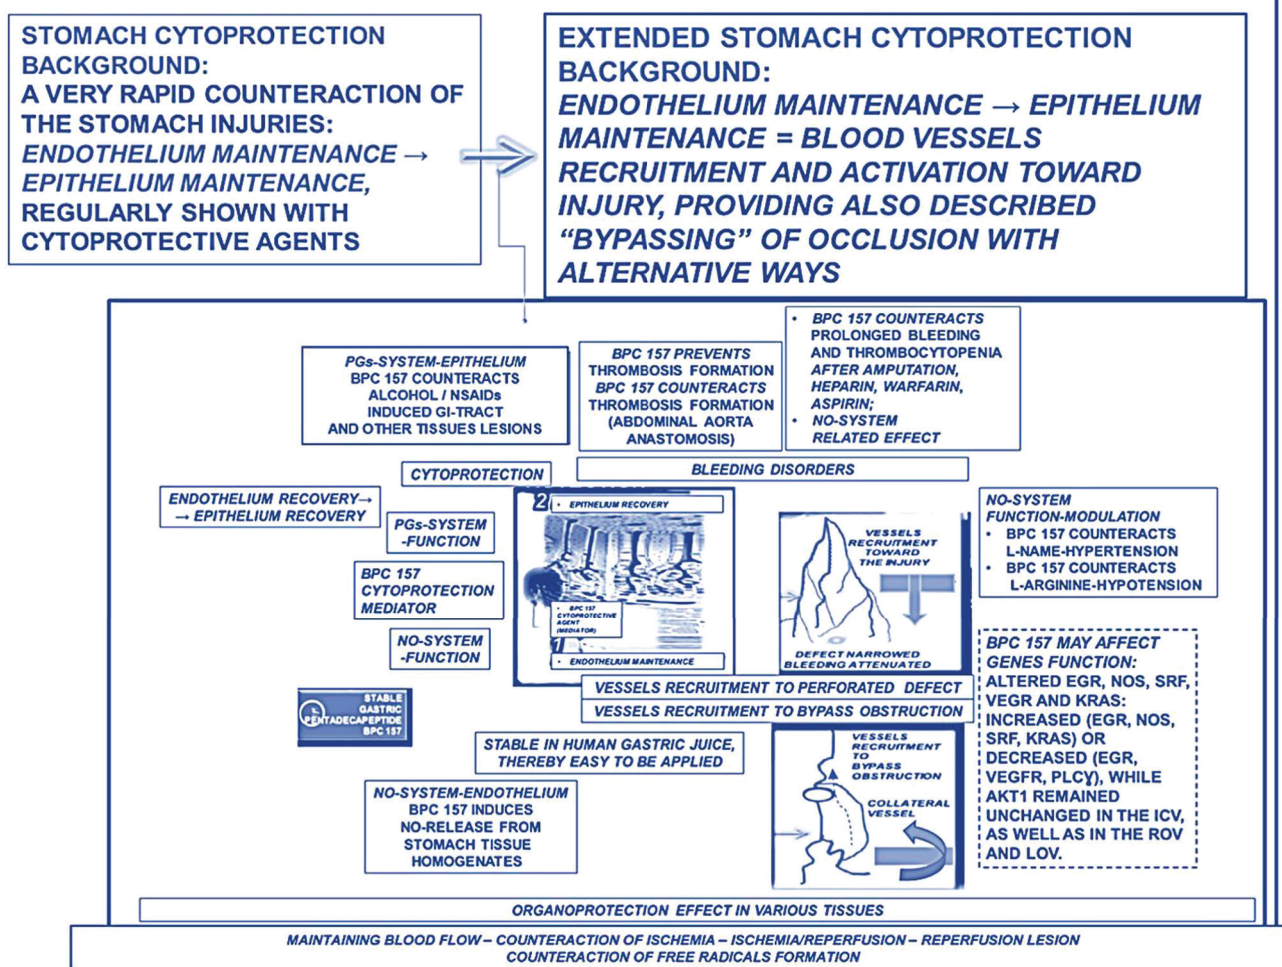 STOMACH CYTOPROTECTION
BACKGROUND:
A VERY RAPID COUNTERACTION OF
THE STOMACH INJURIES:
ENDOTHELIUM MAINTENANCE →
EPITHELIUM MAINTENANCE,
REGULARLY SHOWN WITH
CYTOPROTECTIVE AGENTS
EXTENDED STOMACH CYTOPROTECTION
BACKGROUND:
ENDOTHELIUM MAINTENANCE → EPITHELIUM
MAINTENANCE = BLOOD VESSELS
RECRUITMENT AND ACTIVATION TOWARD
INJURY, PROVIDING ALSO DESCRIBED
“BYPASSING” OF OCCLUSION WITH
ALTERNATIVE WAYS
PGs-SYSTEM-EPITHELIUM
BPC 157 COUNTERACTS
ALCOHOL / NSAIDs
INDUCED GI-TRACT
AND OTHER TISSUES LESIONS
BPC 157 PREVENTS
THROMBOSIS FORMATION
BPC 157 COUNTERACTS
THROMBOSIS FORMATION
(ABDOMINAL AORTA
ANASTOMOSIS)
• BPC 157 COUNTERACTS
PROLONGED BLEEDING
AND THROMBOCYTOPENIA
AFTER AMPUTATION,
HEPARIN, WARFARIN,
ASPIRIN;
• NO-SYSTEM
RELATED EFFECT
CYTOPROTECTION
BLEEDING DISORDERS
ENDOTHELIUM RECOVERY→
→ EPITHELIUM RECOVERY
PGs-SYSTEM
-FUNCTION
BPC 157
CYTOPROTECTION
MEDIATOR
NO-SYSTEM
-FUNCTION
2
• EPITHELIUM RECOVERY
• BPC 157
CYTOPROTECTIVE
AGENT
(MEDIATOR)
1
• ENDOTHELIUM MAINTENANCE
VESSELS
RECRUITMENT
TOWARD
THE INJURY
DEFECT NARROWED
BLEEDING ATTENUATED
NO-SYSTEM
FUNCTION-MODULATION
• BPC 157 COUNTERACTS
L-NAME-HYPERTENSION
• BPC 157 COUNTERACTS
L-ARGININE-HYPOTENSION
BPC 157 MAY AFFECT
GENES FUNCTION:
ALTERED EGR, NOS, SRF,
VEGR AND KRAS:
INCREASED (EGR, NOS,
SRF, KRAS) OR
DECREASED (EGR,
VEGFR, PLCɣ), WHILE
AKT1 REMAINED
UNCHANGED IN THE ICV,
AS WELL AS IN THE ROV
AND LOV.
VESSELS RECRUITMENT TO PERFORATED DEFECT
VESSELS RECRUITMENT TO BYPASS OBSTRUCTION
STABLE
GASTRIC
PENTADECAPEPTIDE
BPC 157
STABLE IN HUMAN GASTRIC JUICE,
THEREBY EASY TO BE APPLIED
VESSELS
RECRUITMENT
TO
BYPASS
OBSTRUCTION
COLLATERAL
VESSEL
NO-SYSTEM-ENDOTHELIUM
BPC 157 INDUCES
NO-RELEASE FROM
STOMACH TISSUE
HOMOGENATES
ORGANOPROTECTION EFFECT IN VARIOUS TISSUES
MAINTAINING BLOOD FLOW – COUNTERACTION OF ISCHEMIA – ISCHEMIA/REPERFUSION – REPERFUSION LESION
COUNTERACTION OF FREE RADICALS FORMATION